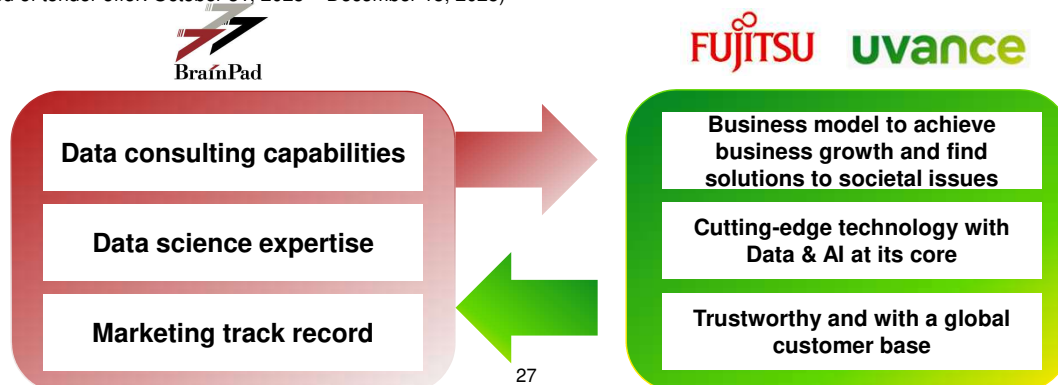 BrainPad
FUJITSU uvance
Data consulting capabilities
Data science expertise
Marketing track record
Business model to achieve
business growth and find
solutions to societal issues
Cutting-edge technology with
Data & AI at its core
Trustworthy and with a global
customer base
27